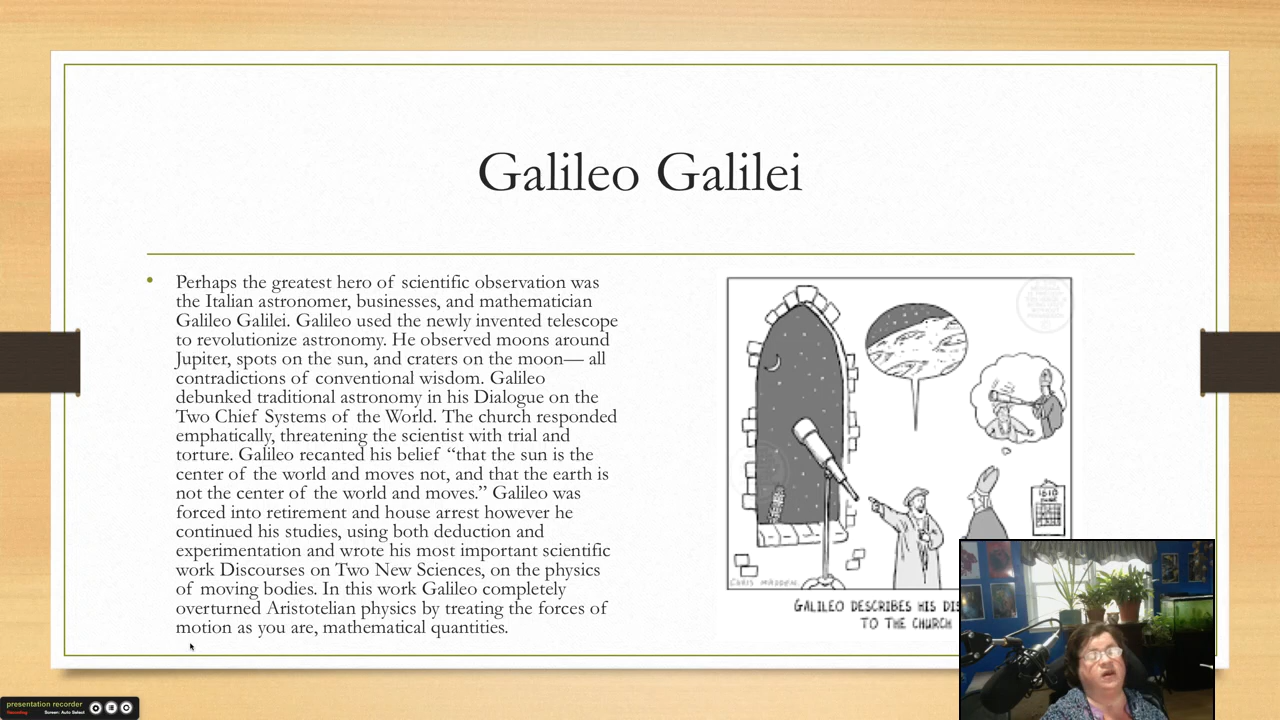 Galileo Galilei
• Perhaps the greatest hero of scientific observation was
the Italian astronomer, businesses, and mathematician
Galileo Galilei. Galileo used the newly invented telescope
to revolutionize astronomy. He observed moons around
Jupiter, spots on the sun, and craters on the moon— all
contradictions of conventional wisdom. Galileo
debunked traditional astronomy in his Dialogue on the
Two Chief Systems of the World. The church responded
emphatically, threatening the scientist with trial and
torture. Galileo recanted his belief “that the sun is the
center of the world and moves not, and that the earth is
not the center of the world and moves.” Galileo was
forced into retirement and house arrest however he
continued his studies, using both deduction and
experimentation and wrote his most important scientific
work Discourses on Two New Sciences, on the physics
of moving bodies. In this work Galileo completely
overturned Aristotelian physics by treating the forces of
motion as you are, mathematical quantities.
1610
CHRIS MADDEN
GALILEO DESCRIBES HIS DIS
TO THE CHURCH
presentation recorder
Recording Screen: Auto Select